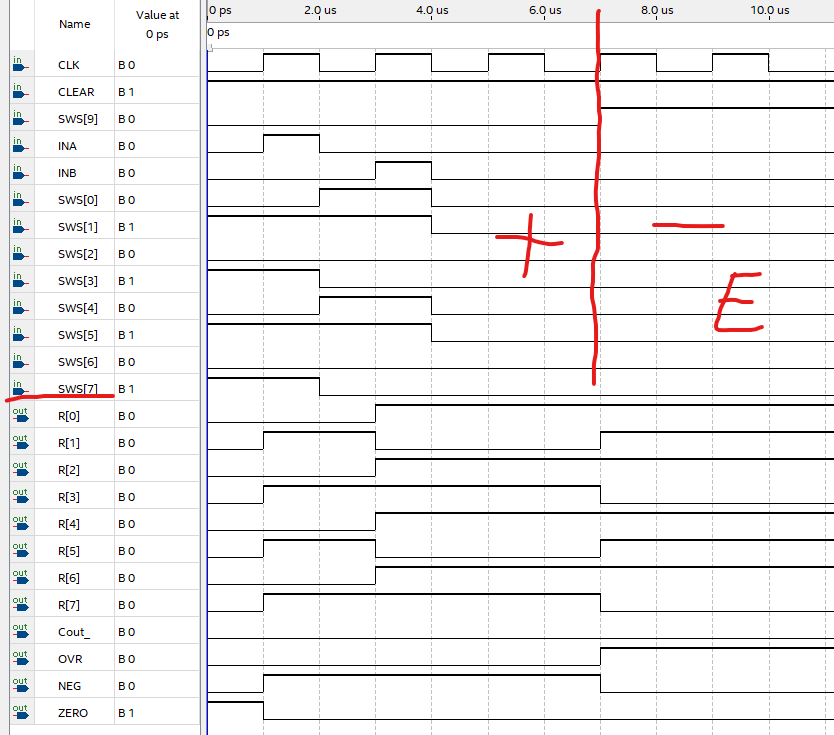 Name Value at 0 ps
0 ps 2.0 us 4.0 us 6.0 us 8.0 us 10.0 us
0 ps
in CLK B 0
in CLEAR B 1
in SWS[9] B 0
in INA B 0
in INB B 0
in SWS[0] B 0
in SWS[1] B 1
in SWS[2] B 0
in SWS[3] B 1
in SWS[4] B 0
in SWS[5] B 1
in SWS[6] B 0
in SWS[7] B 1
out R[0] B 0
out R[1] B 0
out R[2] B 0
out R[3] B 0
out R[4] B 0
out R[5] B 0
out R[6] B 0
out R[7] B 0
out Cout_ B 0
out OVR B 0
out NEG B 0
out ZERO B 1
+ — E